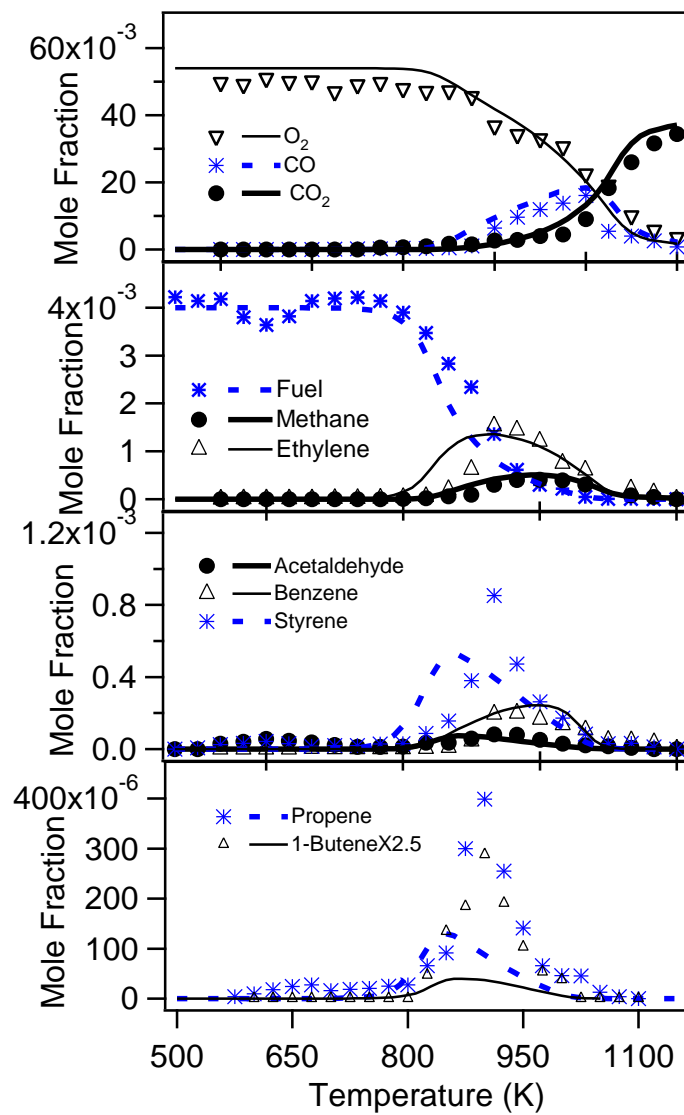 60x10-3
40
20
0
Mole Fraction
O2
CO
CO2
4x10-3
3
2
1
0
Mole Fraction
Fuel
Methane
Ethylene
1.2x10-3
0.8
0.4
0.0
Mole Fraction
Acetaldehyde
Benzene
Styrene
400x10-6
300
200
100
0
Mole Fraction
Propene
1-ButeneX2.5
500 650 800 950 1100
Temperature (K)